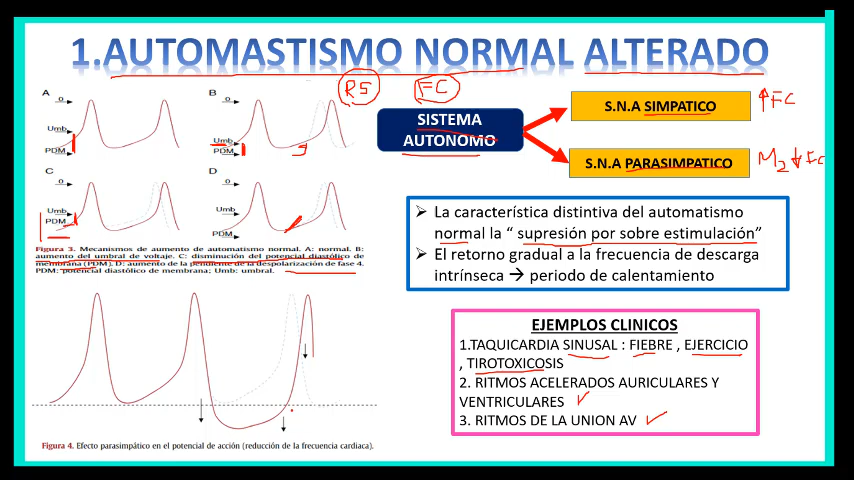 1.AUTOMASTISMO NORMAL ALTERADO
RS FC
A
0
Umb
PDM
B
0
Umb
PDM
C
0
Umb
PDM
D
0
Umb
PDM
Figura 3. Mecanismos de aumento de automatismo normal. A: normal. B:
aumento del umbral de voltaje. C: disminución del potencial diastólico de
membrana (PDM). D: aumento de la pendiente de la despolarización de fase 4.
PDM: potencial diastólico de membrana; Umb: umbral.
Figura 4. Efecto parasimpático en el potencial de acción (reducción de la frecuencia cardiaca).
SISTEMA
AUTONOMO
S.N.A SIMPATICO
↑FC
S.N.A PARASIMPATICO
M2↓FC
➢ La característica distintiva del automatismo
normal la “ supresión por sobre estimulación”
➢ El retorno gradual a la frecuencia de descarga
intrínseca → periodo de calentamiento
EJEMPLOS CLINICOS
1.TAQUICARDIA SINUSAL : FIEBRE , EJERCICIO
, TIROTOXICOSIS
2. RITMOS ACELERADOS AURICULARES Y
VENTRICULARES
3. RITMOS DE LA UNION AV